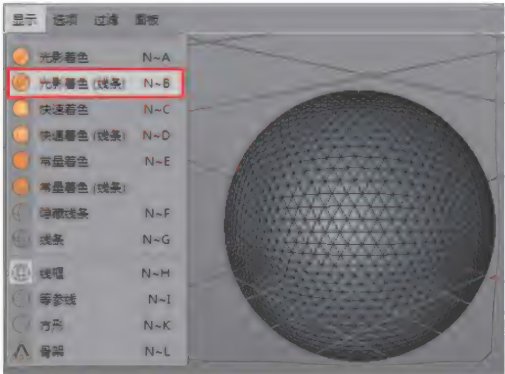 显示 选项 过滤 面板
光影着色 N~A
光影着色 (线条) N~B
快速着色 N~C
快速着色 (线条) N~D
常量着色 N~E
常量着色 (线条)
隐藏线条 N~F
线条 N~G
线框 N~H
等参线 N~I
方形 N~K
骨架 N~L